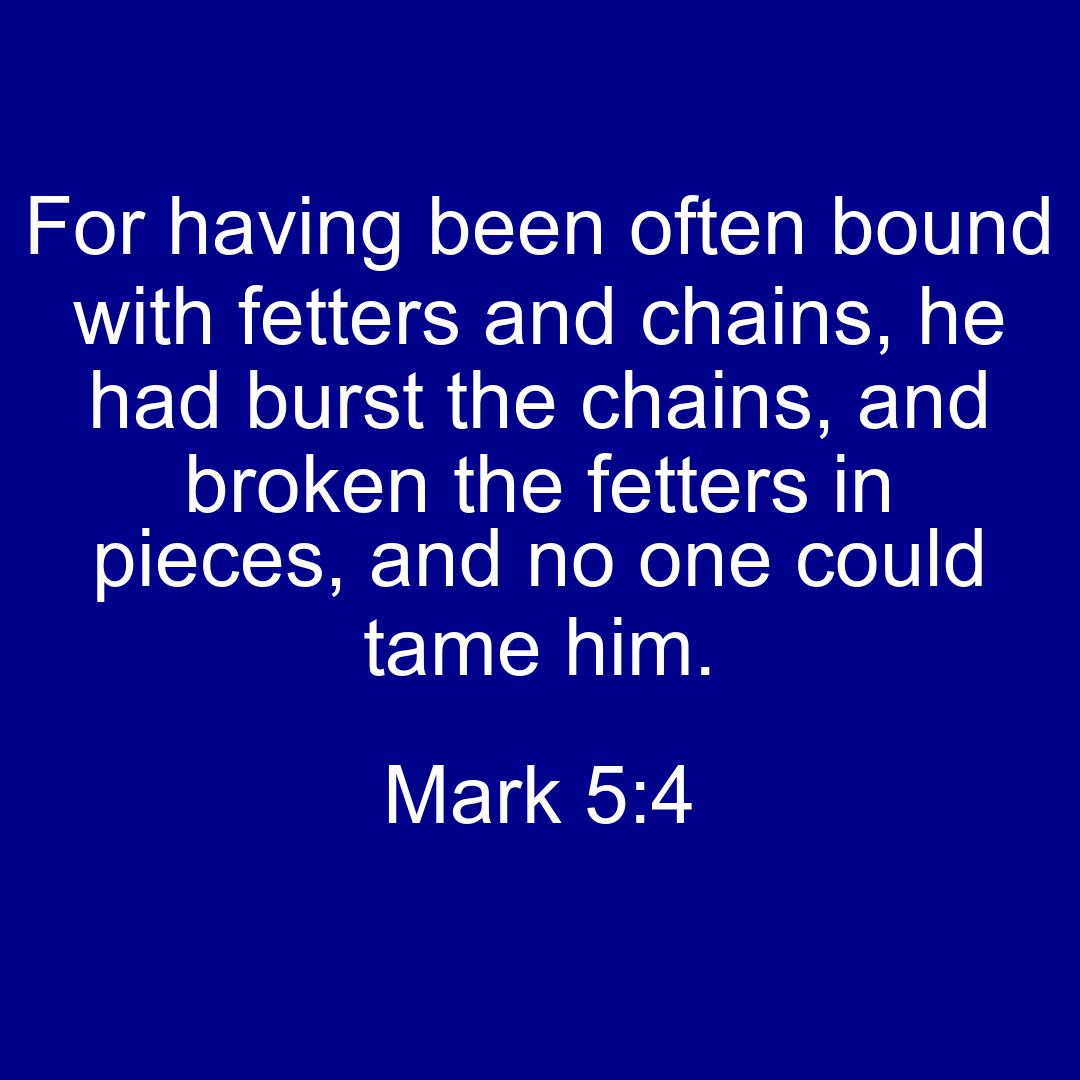 For having been often bound
with fetters and chains, he
had burst the chains, and
broken the fetters in
pieces, and no one could
tame him.
Mark 5:4